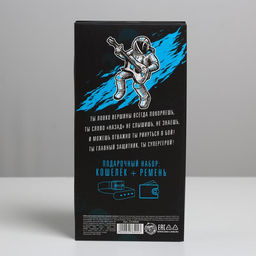 ТЫ ЛОВКО ВЕРШИНЫ ВСЕГДА ПОКОРЯЕШЬ,
ТЫ СЛОВО «НАЗАД» НЕ СЛЫШИШЬ, НЕ ЗНАЕШЬ,
И МОЖЕШЬ ОТВАЖНО ТЫ РИНУТЬСЯ В БОЙ!
ТЫ ГЛАВНЫЙ ЗАЩИТНИК, ТЫ СУПЕРГЕРОЙ!
ПОДАРОЧНЫЙ НАБОР:
КОШЕЛЁК + РЕМЕНЬ